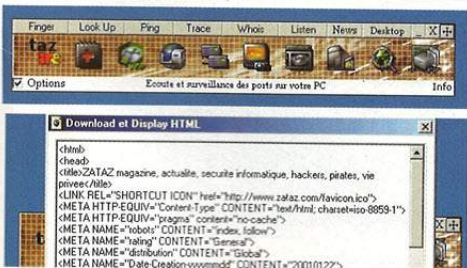 Finger Look Up Ping Trace Whois Listen News Desktop _ X
taz
Options Ecoute et surveillance des ports sur votre PC Info
Download et Display HTML X
<html>
<head>
<title>ZATAZ magazine, actualite, securite informatique, hackers, pirates, vie
privee</title>
<LINK REL="SHORTCUT ICON" href="http://www.zataz.com/favicon.ico">
<META HTTP-EQUIV="Content-Type" CONTENT="text/html; charset=iso-8859-1">
<META HTTP-EQUIV="pragma" content="no-cache">
<META NAME="robots" CONTENT="index, follow">
<META NAME="rating" CONTENT="General">
<META NAME="distribution" CONTENT="Global">
<META NAME="Date-Creation-yyyymmdd" CONTENT="20010122">